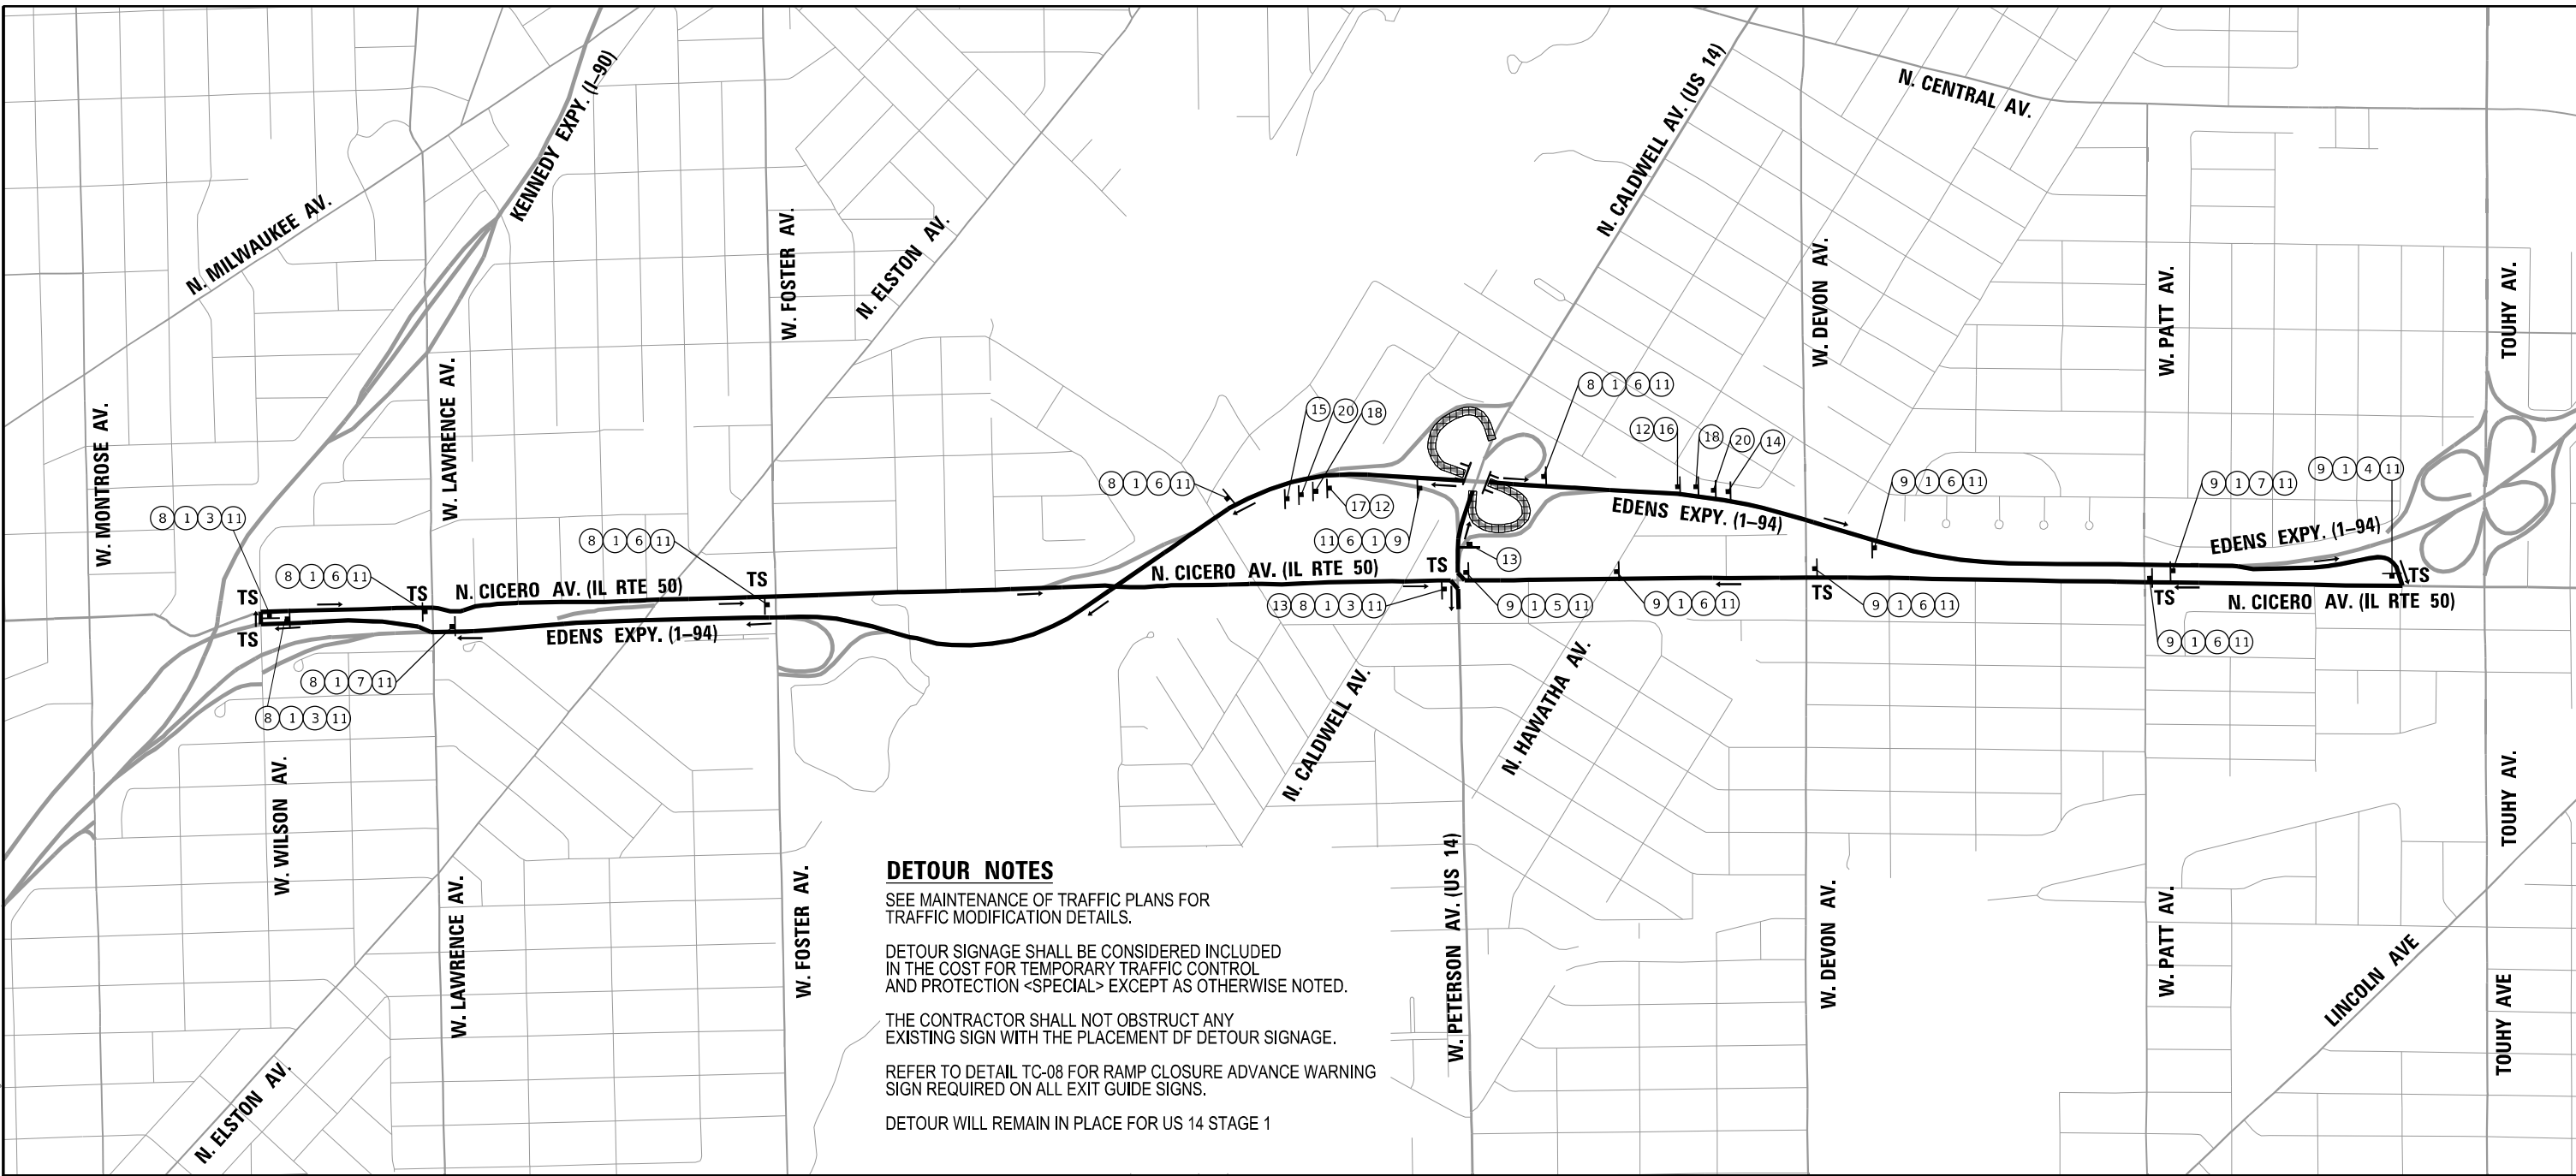 KENNEDY EXPY. (I-90)
N. MILWAUKEE AV.
W. MONTROSE AV.
W. LAWRENCE AV.
W. FOSTER AV.
N. ELSTON AV.
N. CALDWELL AV. (US 14)
N. CENTRAL AV.
W. DEVON AV.
W. PATT AV.
TOUHY AV.
15 20 18
8 1 6 11
12 16
18 20 14
8 1 6 11
17 12
9 1 6 11
9 1 7 11
9 1 4 11
8 1 3 11
8 1 6 11
8 1 6 11
11 6 1 9
13
EDENS EXPY. (1-94)
EDENS EXPY. (1-94)
TS
TS
TS
TS
TS
TS
TS
TS
N. CICERO AV. (IL RTE 50)
N. CICERO AV. (IL RTE 50)
N. CICERO AV. (IL RTE 50)
EDENS EXPY. (1-94)
13 8 1 3 11
9 1 5 11
9 1 6 11
9 1 6 11
9 1 6 11
8 1 7 11
8 1 3 11
N. CALDWELL AV.
N. HAWATHA AV.
W. WILSON AV.
W. LAWRENCE AV.
W. FOSTER AV.
W. PETERSON AV. (US 14)
W. DEVON AV.
W. PATT AV.
TOUHY AV.
LINCOLN AVE
TOUHY AVE
N. ELSTON AV.
DETOUR NOTES
SEE MAINTENANCE OF TRAFFIC PLANS FOR
TRAFFIC MODIFICATION DETAILS.
DETOUR SIGNAGE SHALL BE CONSIDERED INCLUDED
IN THE COST FOR TEMPORARY TRAFFIC CONTROL
AND PROTECTION <SPECIAL> EXCEPT AS OTHERWISE NOTED.
THE CONTRACTOR SHALL NOT OBSTRUCT ANY
EXISTING SIGN WITH THE PLACEMENT DF DETOUR SIGNAGE.
REFER TO DETAIL TC-08 FOR RAMP CLOSURE ADVANCE WARNING
SIGN REQUIRED ON ALL EXIT GUIDE SIGNS.
DETOUR WILL REMAIN IN PLACE FOR US 14 STAGE 1